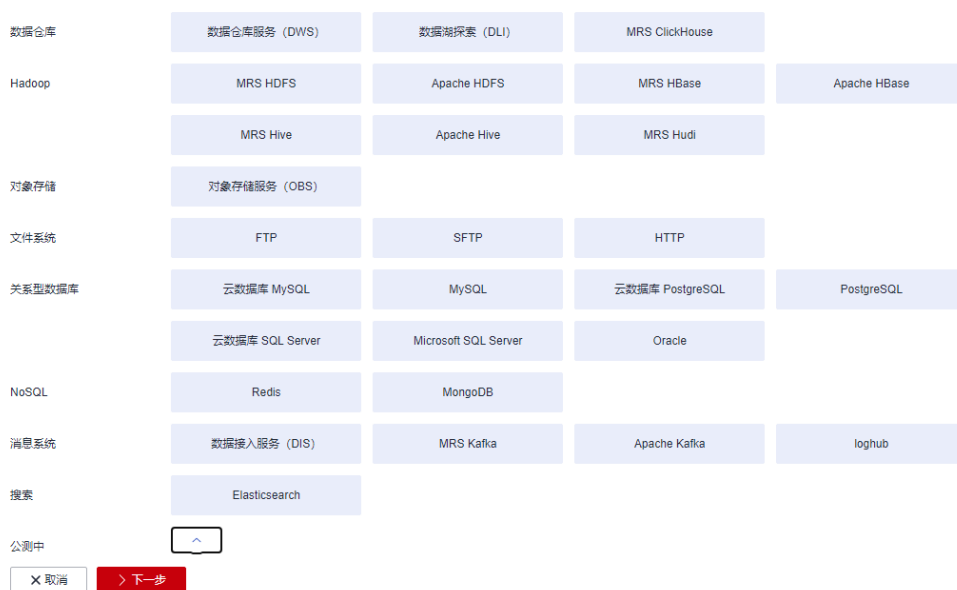 数据仓库 数据仓库服务（DWS） 数据湖探索（DLI） MRS ClickHouse
Hadoop MRS HDFS Apache HDFS MRS HBase Apache HBase
MRS Hive Apache Hive MRS Hudi
对象存储 对象存储服务（OBS）
文件系统 FTP SFTP HTTP
关系型数据库 云数据库 MySQL MySQL 云数据库 PostgreSQL PostgreSQL
云数据库 SQL Server Microsoft SQL Server Oracle
NoSQL Redis MongoDB
消息系统 数据接入服务（DIS） MRS Kafka Apache Kafka loghub
搜索 Elasticsearch
公测中
取消 下一步